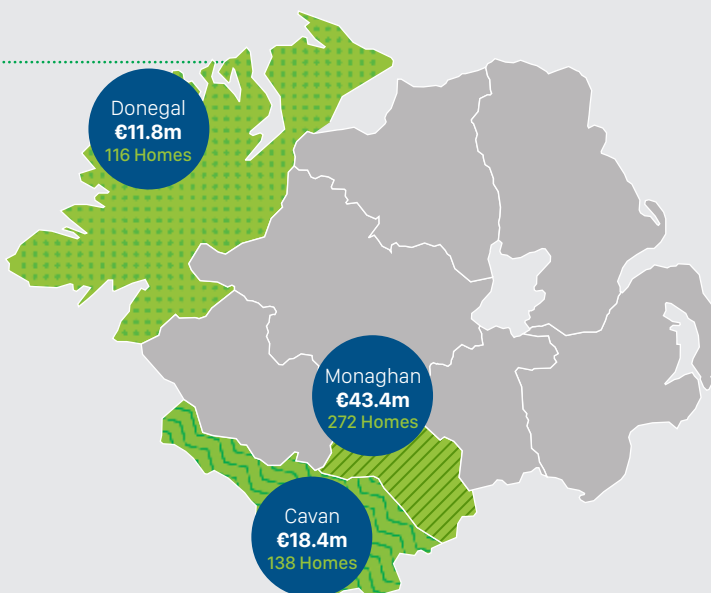 Donegal
€11.8m
116 Homes
Monaghan
€43.4m
272 Homes
Cavan
€18.4m
138 Homes